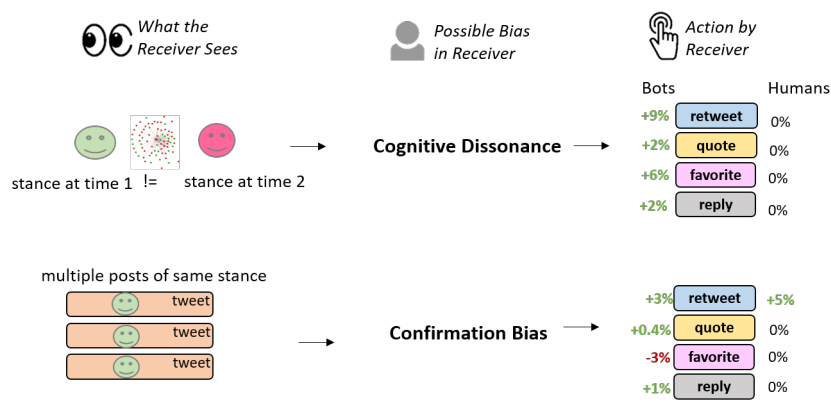 What the
Receiver Sees
Possible Bias
in Receiver
Action by
Receiver
Bots
Humans
stance at time 1 != stance at time 2
Cognitive Dissonance
+9% retweet 0%
+2% quote 0%
+6% favorite 0%
+2% reply 0%
multiple posts of same stance
tweet
tweet
tweet
Confirmation Bias
+3% retweet +5%
+0.4% quote 0%
-3% favorite 0%
+1% reply 0%